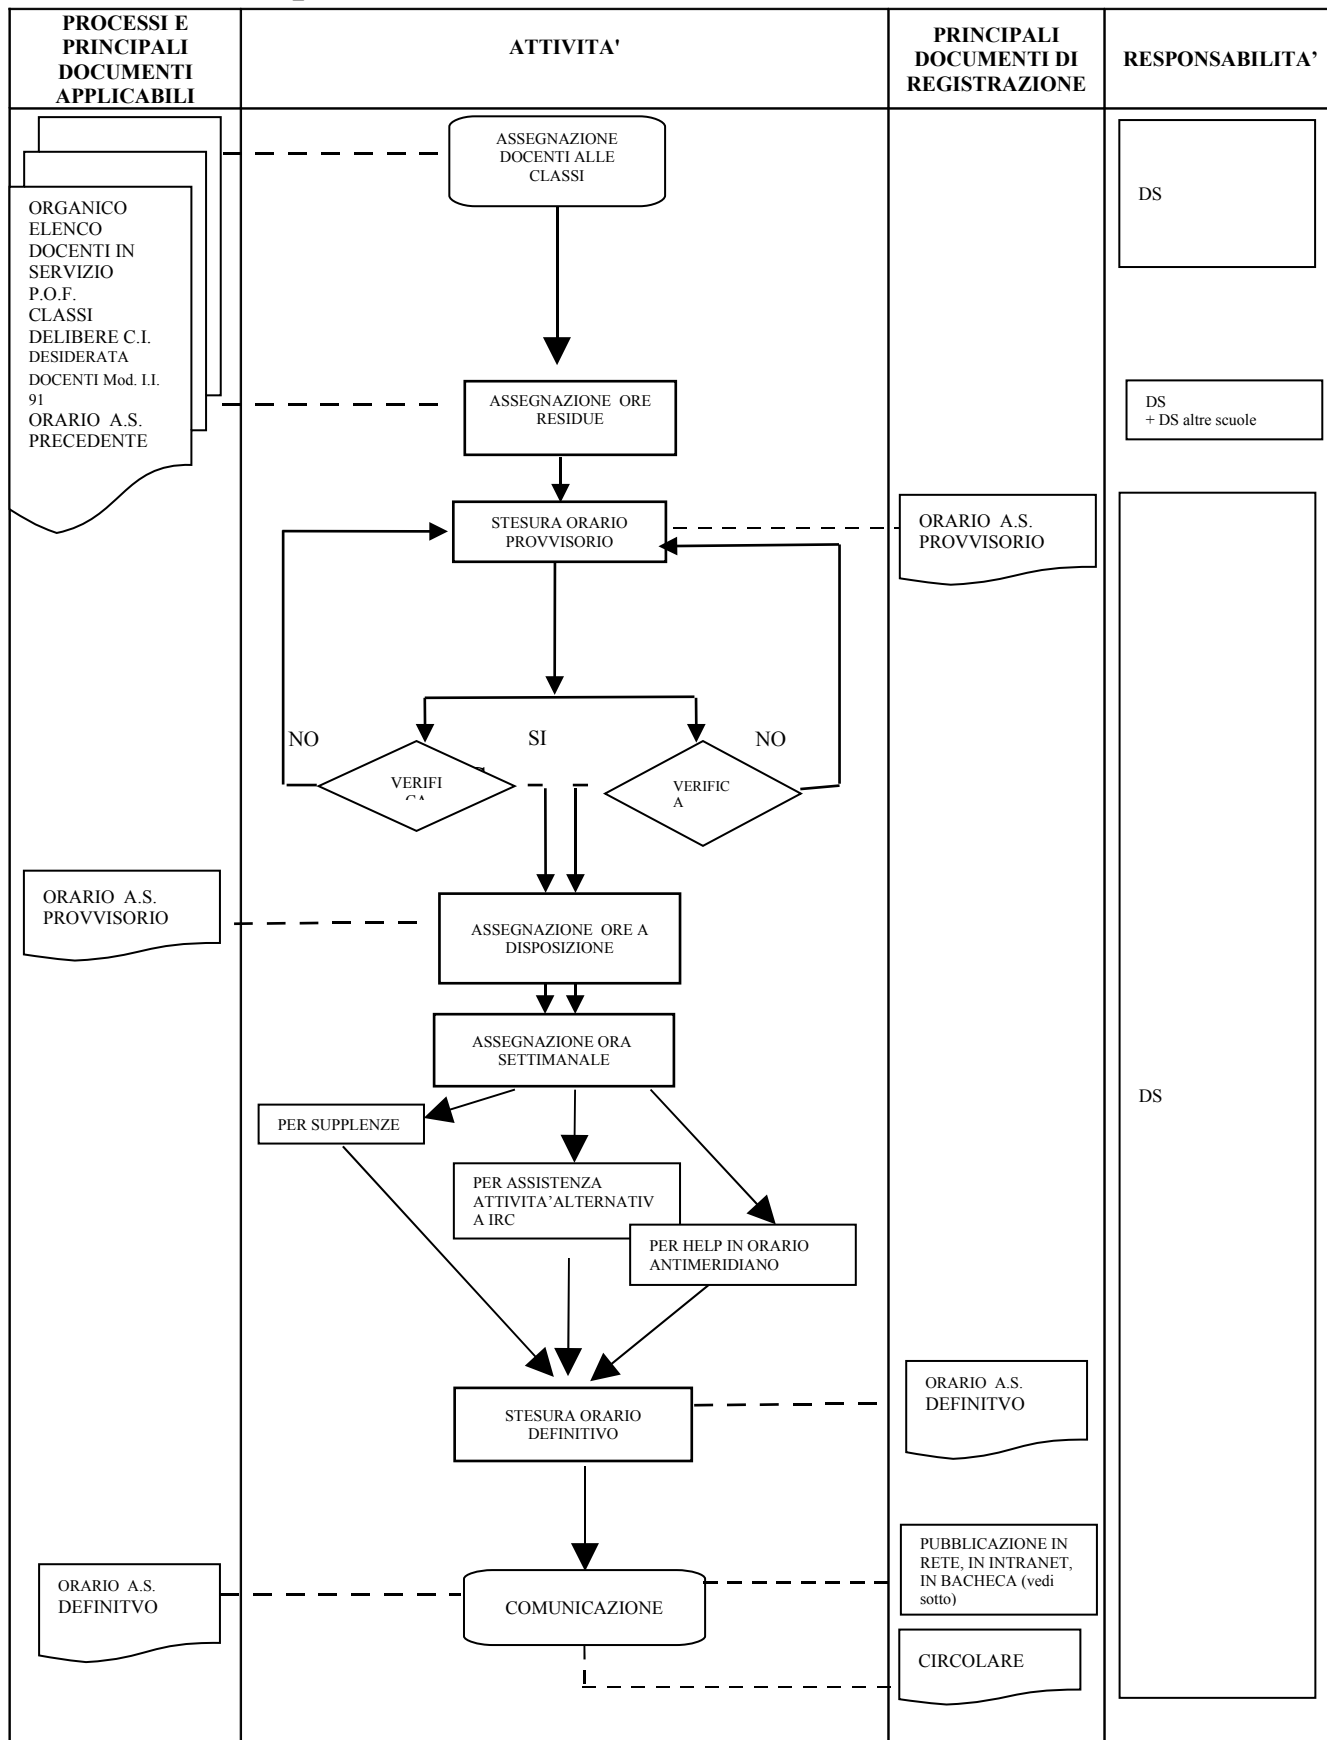 PROCESSI E
PRINCIPALI
DOCUMENTI
APPLICABILI
ATTIVITA'
PRINCIPALI
DOCUMENTI DI
REGISTRAZIONE
RESPONSABILITA’
ASSEGNAZIONE
DOCENTI ALLE
CLASSI
DS
ORGANICO
ELENCO
DOCENTI IN
SERVIZIO
P.O.F.
CLASSI
DELIBERE C.I.
DESIDERATA
DOCENTI Mod. I.I.
91
ORARIO A.S.
PRECEDENTE
ASSEGNAZIONE ORE
RESIDUE
DS
+ DS altre scuole
STESURA ORARIO
PROVVISORIO
ORARIO A.S.
PROVVISORIO
NO
SI
NO
VERIFI
CA
VERIFIC
A
ORARIO A.S.
PROVVISORIO
ASSEGNAZIONE ORE A
DISPOSIZIONE
ASSEGNAZIONE ORA
SETTIMANALE
DS
PER SUPPLENZE
PER ASSISTENZA
ATTIVITA’ALTERNATIV
A IRC
PER HELP IN ORARIO
ANTIMERIDIANO
STESURA ORARIO
DEFINITIVO
ORARIO A.S.
DEFINITVO
ORARIO A.S.
DEFINITVO
COMUNICAZIONE
PUBBLICAZIONE IN
RETE, IN INTRANET,
IN BACHECA (vedi
sotto)
CIRCOLARE